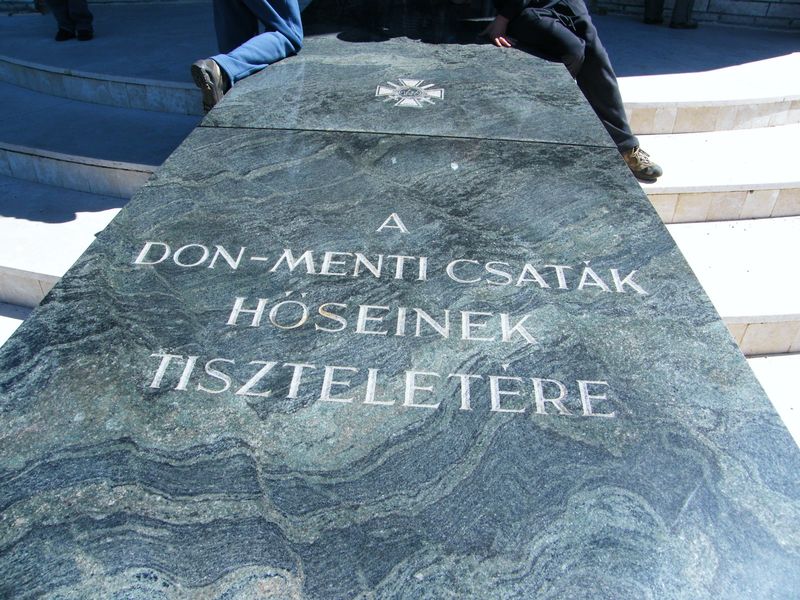 A
DON-MENTI CSATÁK
HŐSEINEK
TISZTELETÉRE